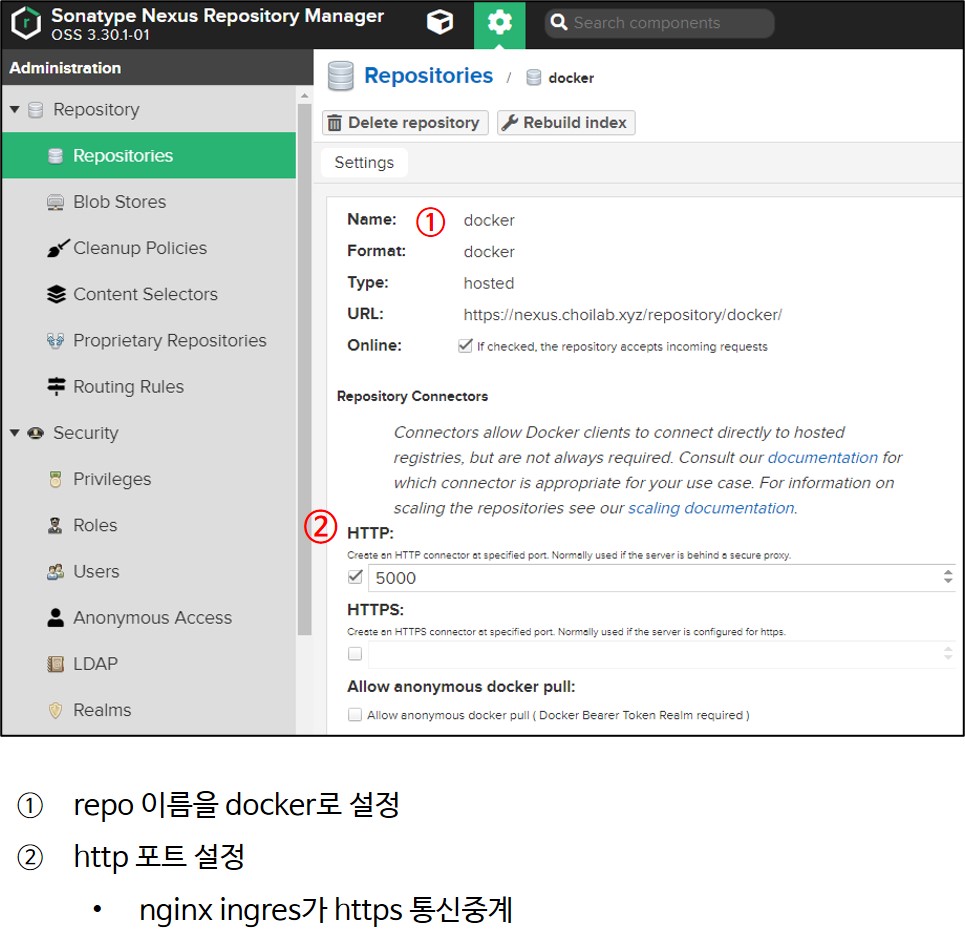 Sonatype Nexus Repository Manager
OSS 3.30.1-01
Search components
Administration
Repositories / docker
Repository
Delete repository Rebuild index
Repositories
Settings
Blob Stores
Cleanup Policies
Content Selectors
Proprietary Repositories
Routing Rules
Security
Privileges
Roles
Users
Anonymous Access
LDAP
Realms
Name: ① docker
Format: docker
Type: hosted
URL: https://nexus.choilab.xyz/repository/docker/
Online: If checked, the repository accepts incoming requests
Repository Connectors
Connectors allow Docker clients to connect directly to hosted
registries, but are not always required. Consult our documentation for
which connector is appropriate for your use case. For information on
scaling the repositories see our scaling documentation.
② HTTP:
Create an HTTP connector at specified port. Normally used if the server is behind a secure proxy.
5000
HTTPS:
Create an HTTPS connector at specified port. Normally used if the server is configured for https.
Allow anonymous docker pull:
Allow anonymous docker pull ( Docker Bearer Token Realm required )
① repo 이름을 docker로 설정
② http 포트 설정
• nginx ingres가 https 통신중계